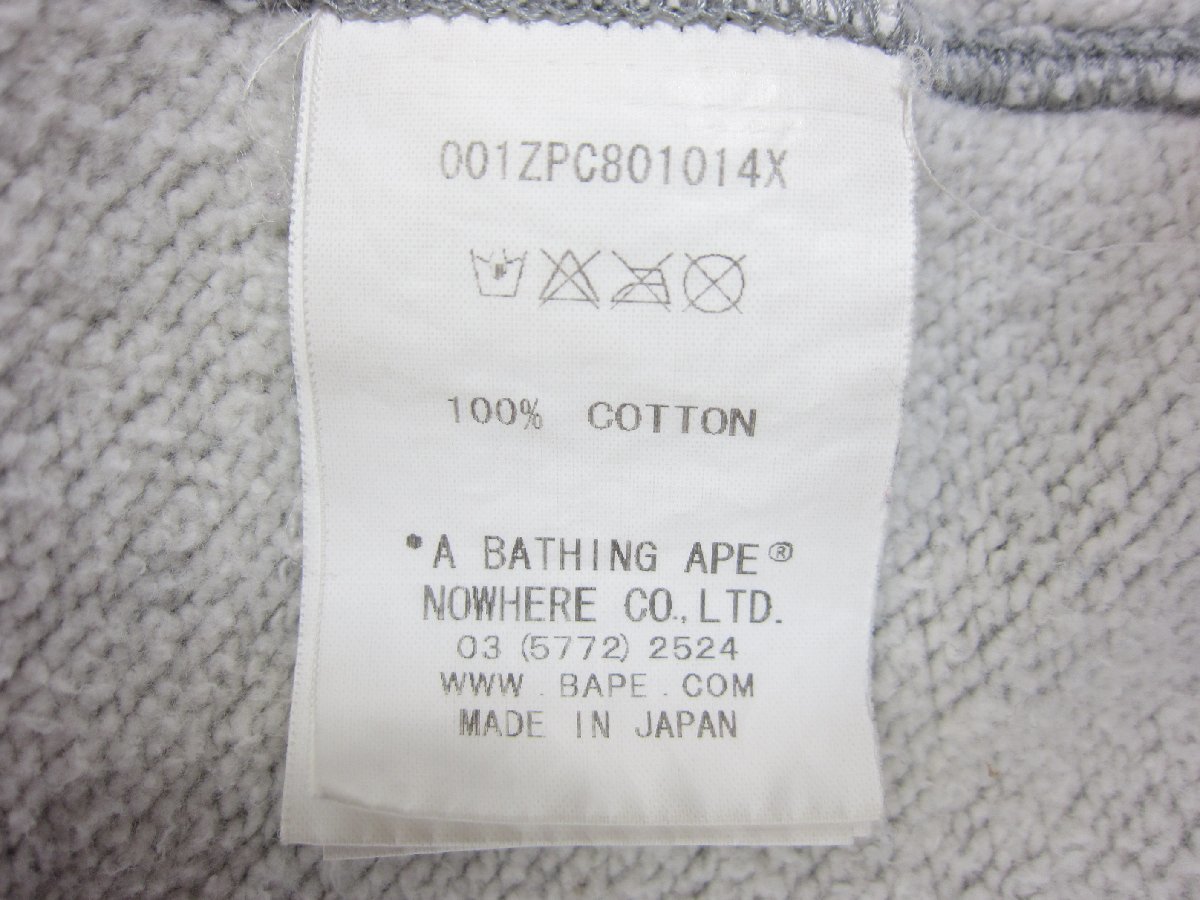 001ZPC801014X
100% COTTON
*A BATHING APE®
NOWHERE CO.,LTD.
03 (5772) 2524
WWW.BAPE.COM
MADE IN JAPAN